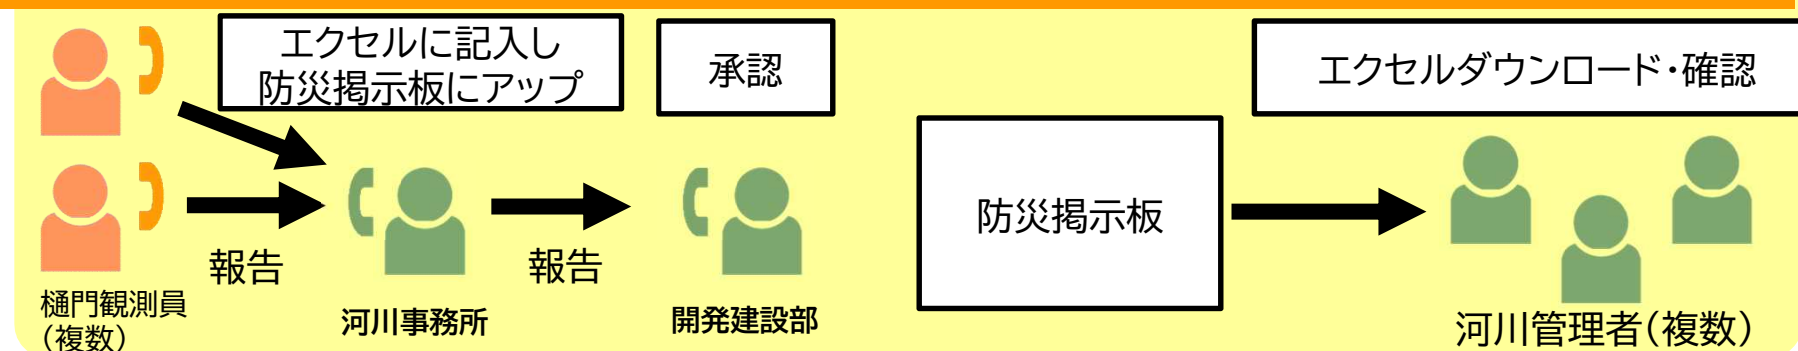 エクセルに記入し
防災掲示板にアップ
承認
エクセルダウンロード・確認
防災掲示板
報告
報告
樋門観測員
(複数)
河川事務所
開発建設部
河川管理者(複数)